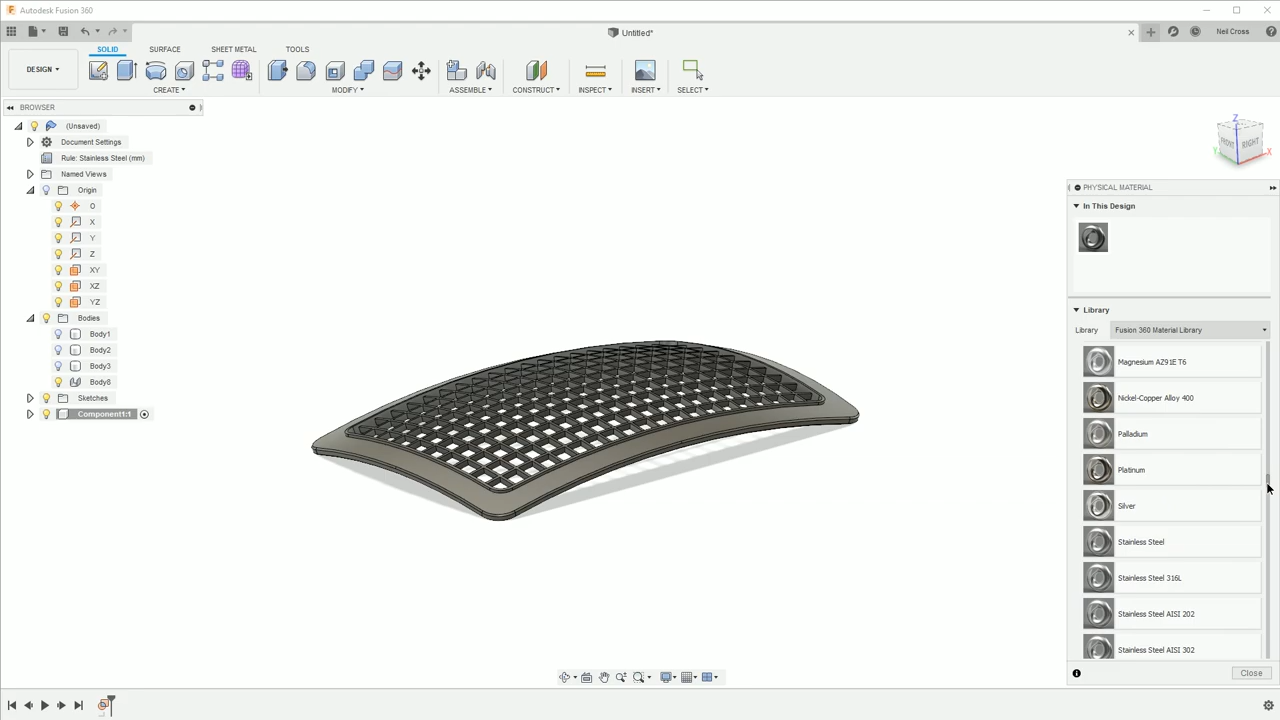 Autodesk Fusion 360
Untitled*
Neil Cross
DESIGN
SOLID SURFACE SHEET METAL TOOLS
CREATE MODIFY ASSEMBLE CONSTRUCT INSPECT INSERT SELECT
BROWSER
(Unsaved)
Document Settings
Rule: Stainless Steel (mm)
Named Views
Origin
O
X
Y
Z
XY
XZ
YZ
Bodies
Body1
Body2
Body3
Body8
Sketches
Component1:1
Z
FRONT RIGHT
Y X
PHYSICAL MATERIAL
In This Design
Library
Library Fusion 360 Material Library
Magnesium AZ91E T6
Nickel-Copper Alloy 400
Palladium
Platinum
Silver
Stainless Steel
Stainless Steel 316L
Stainless Steel AISI 202
Stainless Steel AISI 302
Close